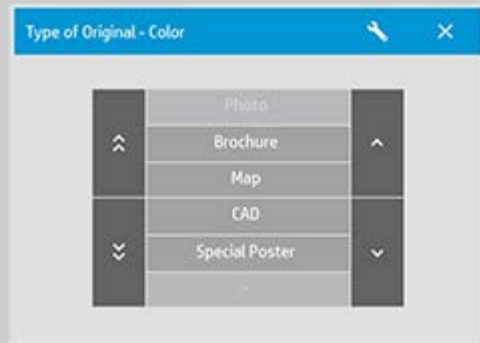 Type of Original - Color
Photo
Brochure
Map
CAD
Special Poster
-